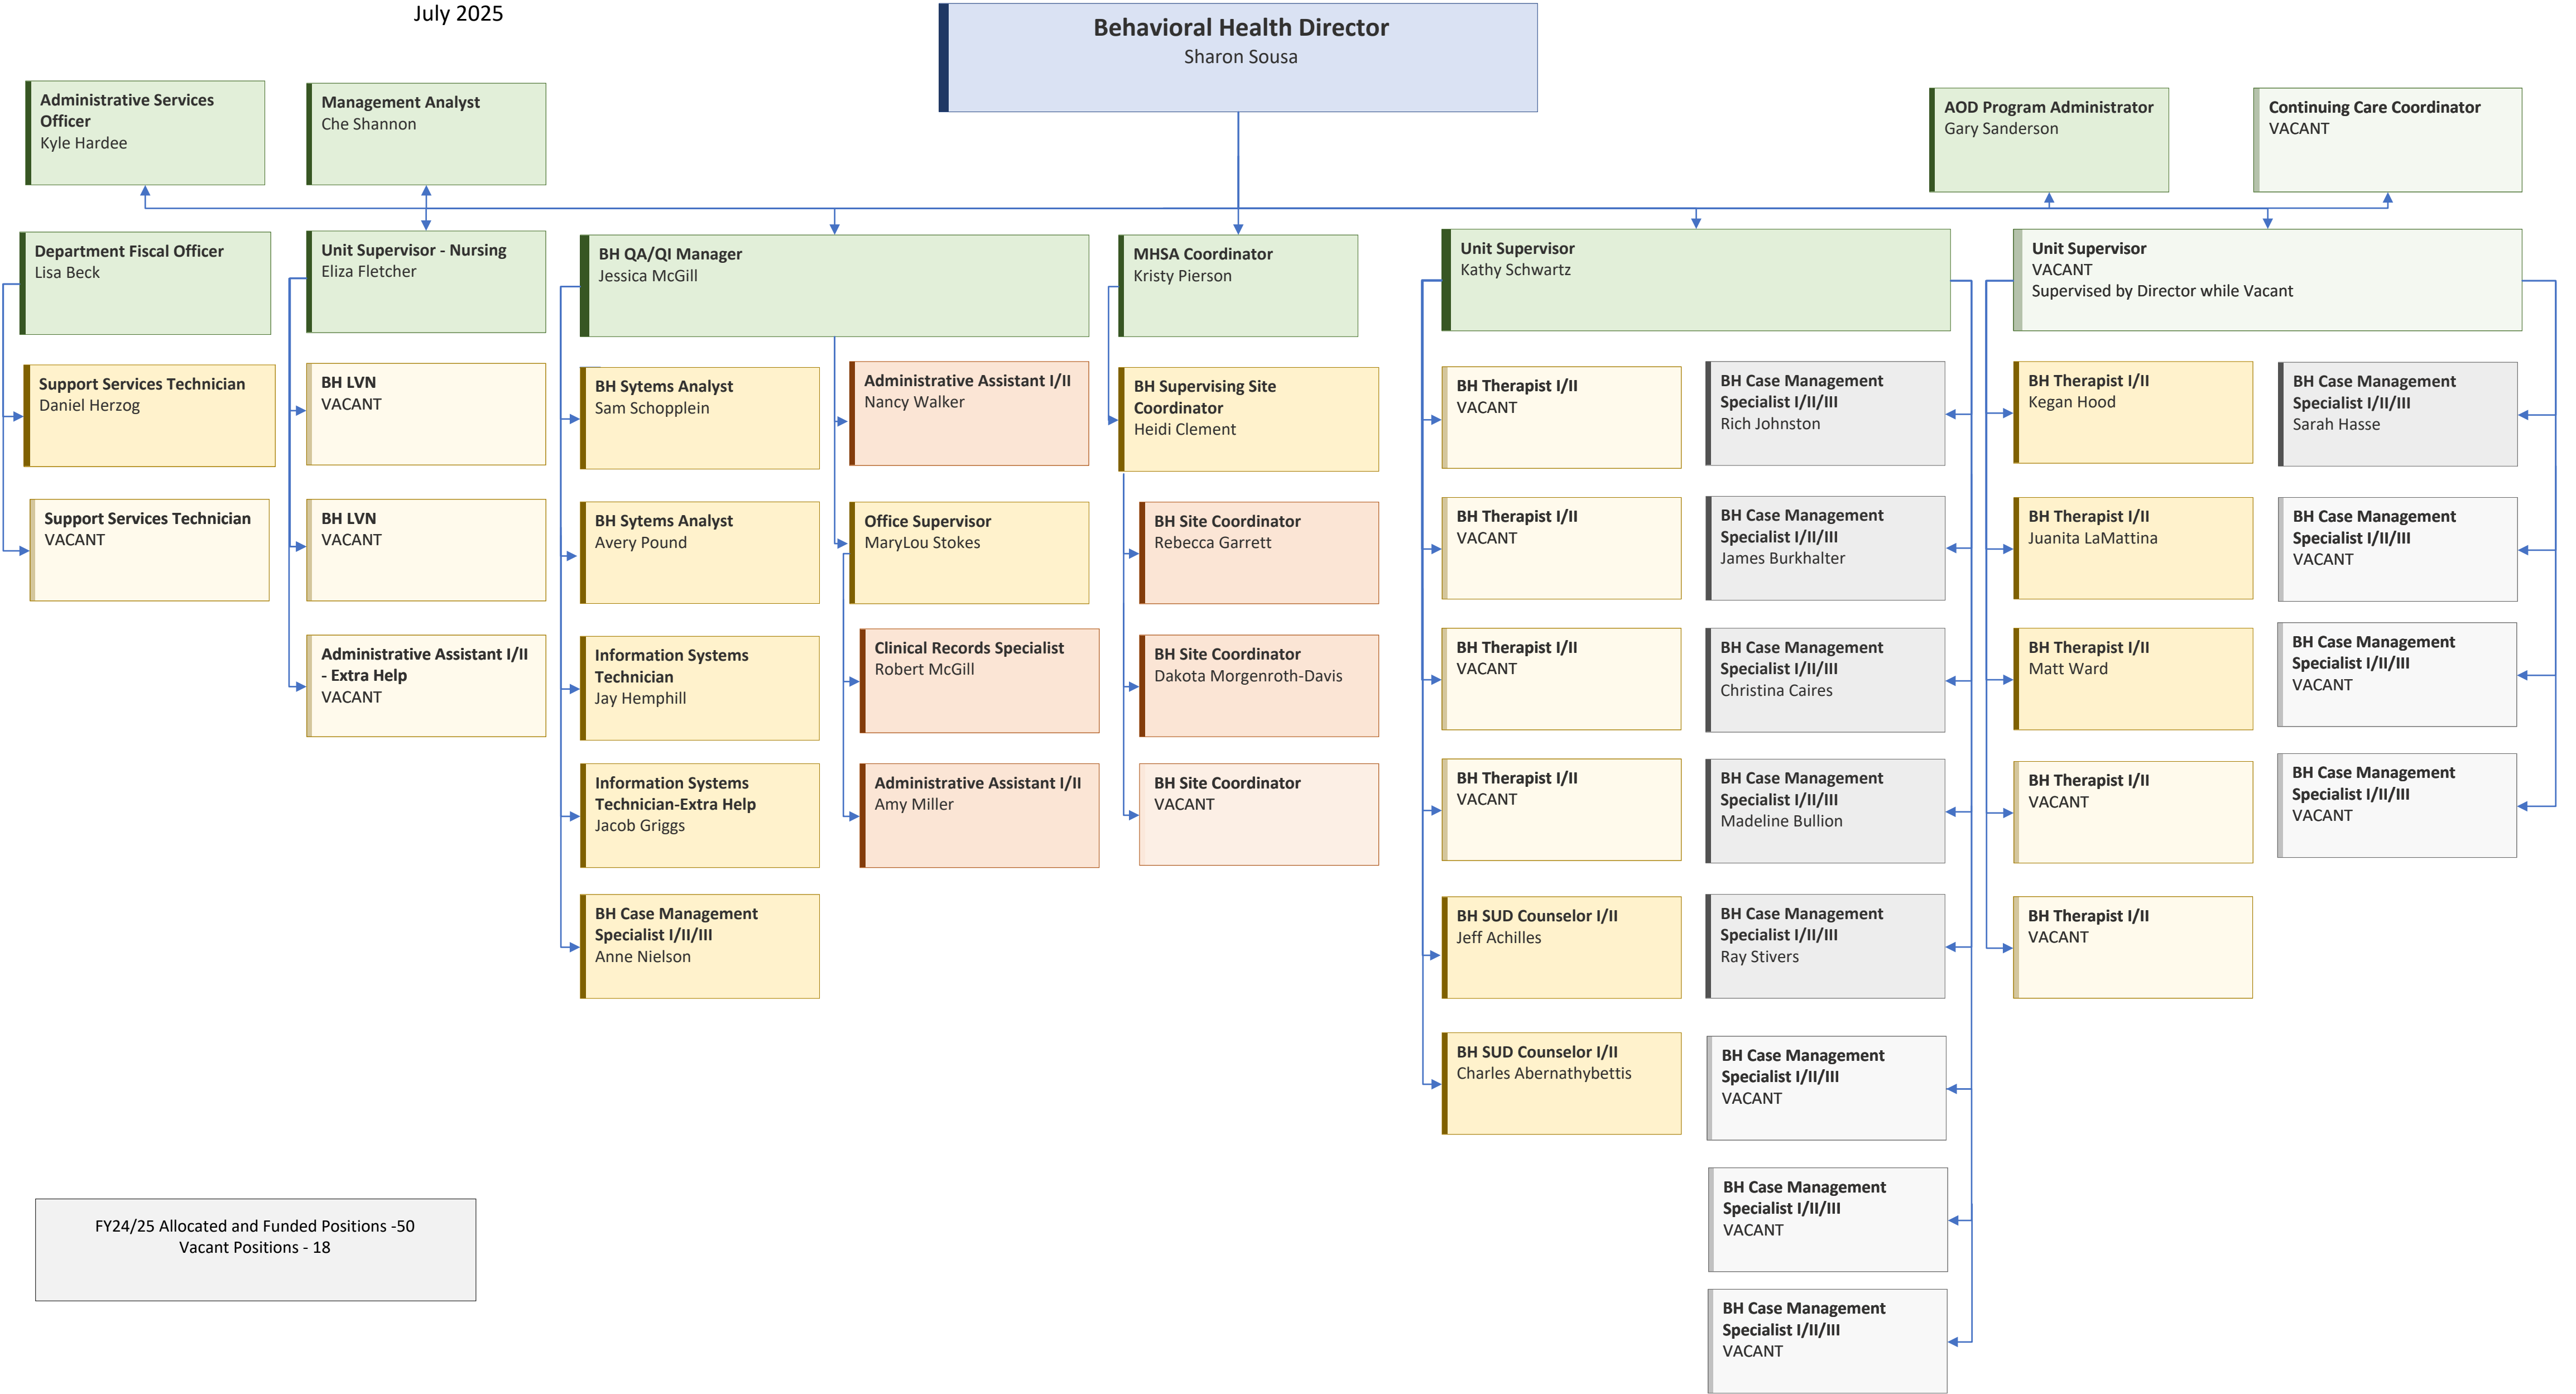 July 2025
Behavioral Health Director
Sharon Sousa
Administrative Services
Officer
Kyle Hardee
Management Analyst
Che Shannon
AOD Program Administrator
Gary Sanderson
Continuing Care Coordinator
VACANT
Department Fiscal Officer
Lisa Beck
Support Services Technician
Daniel Herzog
Support Services Technician
VACANT
Unit Supervisor - Nursing
Eliza Fletcher
BH LVN
VACANT
BH LVN
VACANT
Administrative Assistant I/II
- Extra Help
VACANT
BH QA/QI Manager
Jessica McGill
BH Sytems Analyst
Sam Schopplein
BH Sytems Analyst
Avery Pound
Information Systems
Technician
Jay Hemphill
Information Systems
Technician-Extra Help
Jacob Griggs
BH Case Management
Specialist I/II/III
Anne Nielson
Administrative Assistant I/II
Nancy Walker
Office Supervisor
MaryLou Stokes
Clinical Records Specialist
Robert McGill
Administrative Assistant I/II
Amy Miller
MHSA Coordinator
Kristy Pierson
BH Supervising Site
Coordinator
Heidi Clement
BH Site Coordinator
Rebecca Garrett
BH Site Coordinator
Dakota Morgenroth-Davis
BH Site Coordinator
VACANT
Unit Supervisor
Kathy Schwartz
BH Therapist I/II
VACANT
BH Therapist I/II
VACANT
BH Therapist I/II
VACANT
BH Therapist I/II
VACANT
BH SUD Counselor I/II
Jeff Achilles
BH SUD Counselor I/II
Charles Abernathybettis
BH Case Management
Specialist I/II/III
Rich Johnston
BH Case Management
Specialist I/II/III
James Burkhalter
BH Case Management
Specialist I/II/III
Christina Caires
BH Case Management
Specialist I/II/III
Madeline Bullion
BH Case Management
Specialist I/II/III
Ray Stivers
BH Case Management
Specialist I/II/III
VACANT
BH Case Management
Specialist I/II/III
VACANT
BH Case Management
Specialist I/II/III
VACANT
Unit Supervisor
VACANT
Supervised by Director while Vacant
BH Therapist I/II
Kegan Hood
BH Therapist I/II
Juanita LaMattina
BH Therapist I/II
Matt Ward
BH Therapist I/II
VACANT
BH Therapist I/II
VACANT
BH Case Management
Specialist I/II/III
Sarah Hasse
BH Case Management
Specialist I/II/III
VACANT
BH Case Management
Specialist I/II/III
VACANT
BH Case Management
Specialist I/II/III
VACANT
FY24/25 Allocated and Funded Positions -50
Vacant Positions - 18